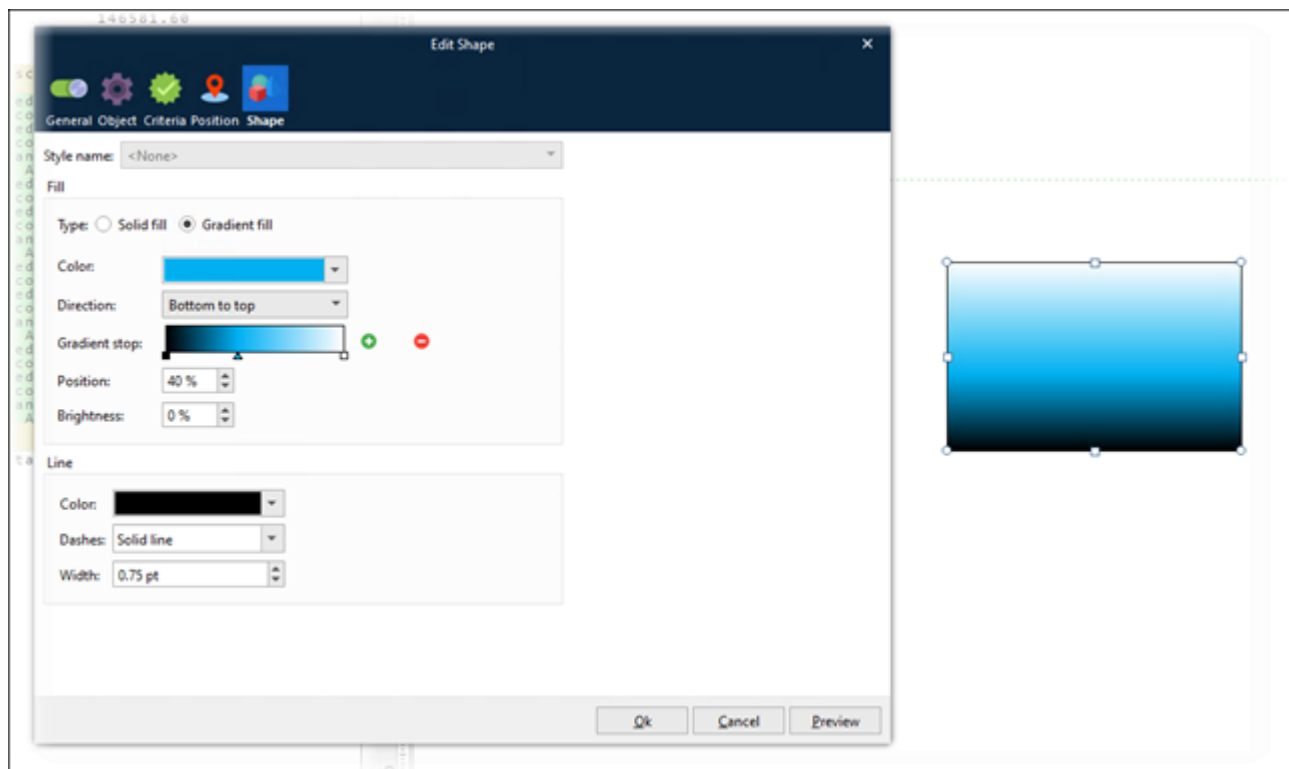 146581.60
Edit Shape
General Object Criteria Position Shape
Style name: <None>
Fill
Type: Solid fill Gradient fill
Color:
Direction: Bottom to top
Gradient stop:
Position: 40 %
Brightness: 0 %
Line
Color:
Dashes: Solid line
Width: 0.75 pt
Ok Cancel Preview